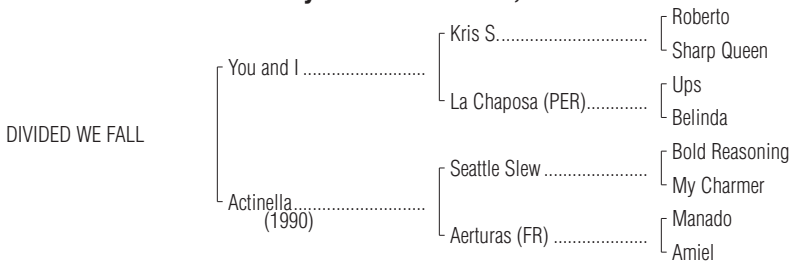 Roberto
Kris S.................................
Sharp Queen
You and I ..........................
Ups
La Chaposa (PER).............
Belinda
DIVIDED WE FALL
Bold Reasoning
Seattle Slew ......................
My Charmer
Actinella............................
(1990)
Manado
Aerturas (FR) ....................
Amiel